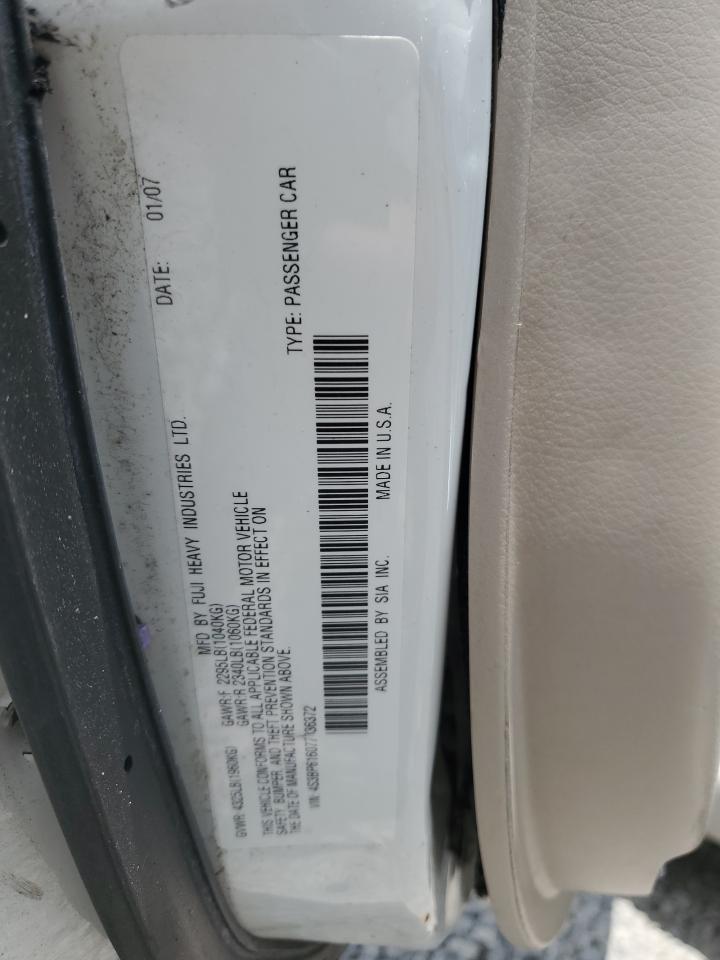 MFD BY FUJI HEAVY INDUSTRIES LTD. DATE: 01/07
GVWR 4325LB(1960KG) GAWR:F 2295LB(1040KG)
GAWR:R 2340LB(1060KG)
THIS VEHICLE CONFORMS TO ALL APPLICABLE FEDERAL MOTOR VEHICLE
SAFETY, BUMPER, AND THEFT PREVENTION STANDARDS IN EFFECT ON
THE DATE OF MANUFACTURE SHOWN ABOVE.
VIN: 4S3BP616077336372 TYPE: PASSENGER CAR
ASSEMBLED BY SIA INC. MADE IN U.S.A.